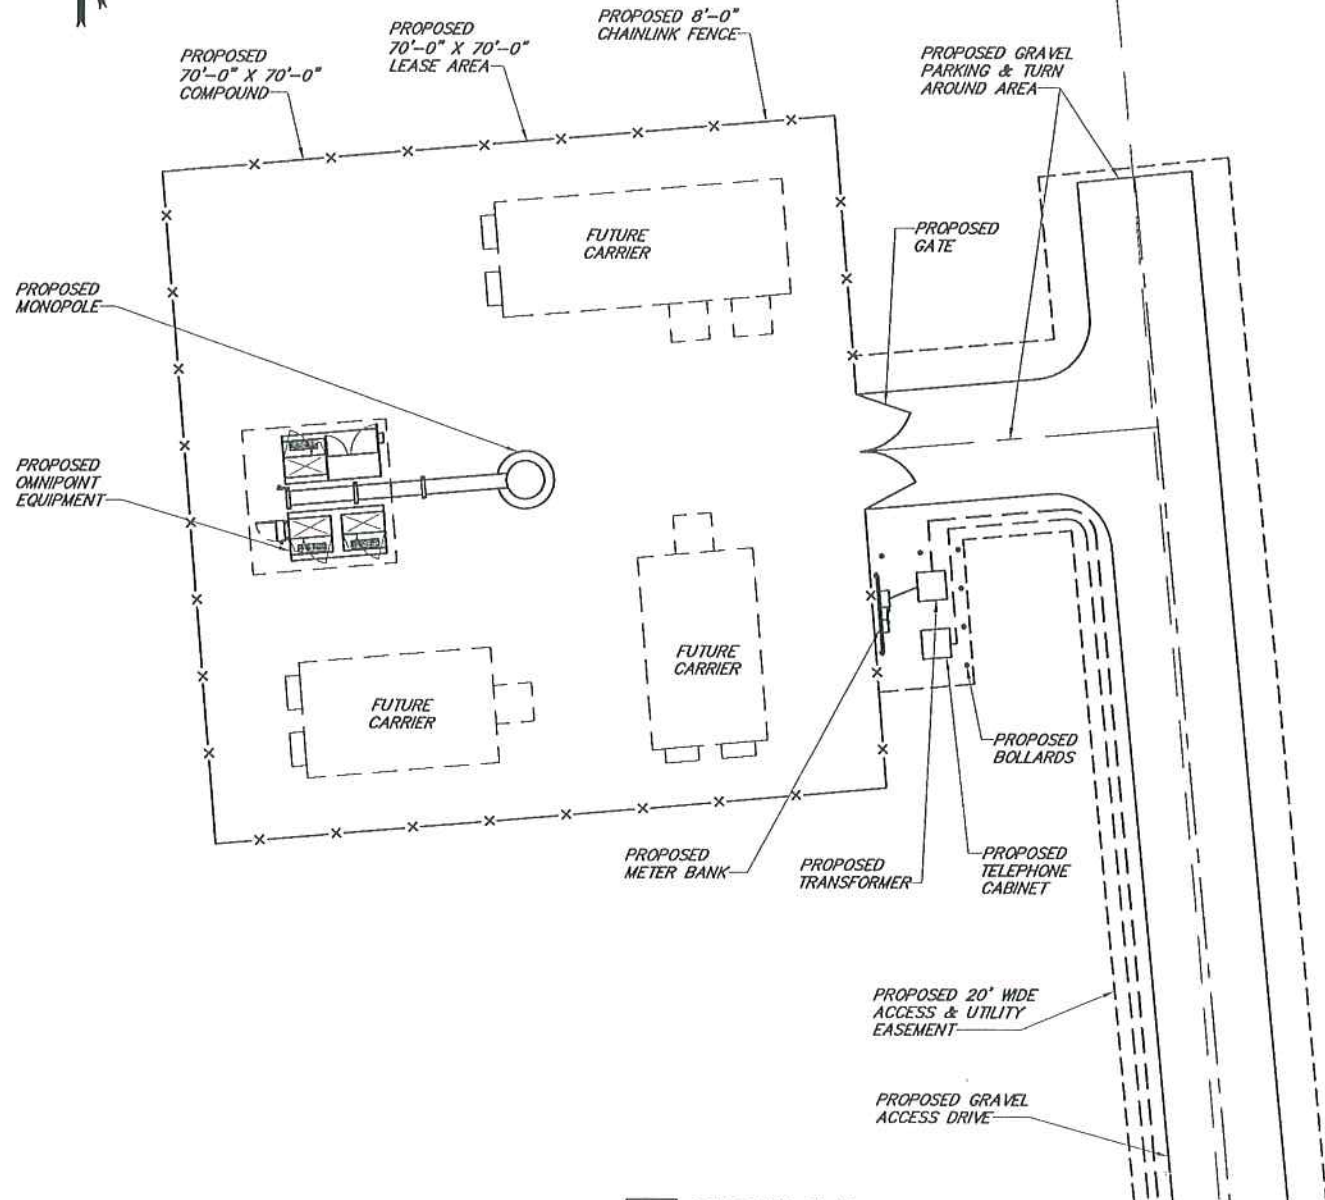 PROPOSED
70'-0" X 70'-0"
COMPOUND
PROPOSED
70'-0" X 70'-0"
LEASE AREA
PROPOSED 8'-0"
CHAINLINK FENCE
PROPOSED GRAVEL
PARKING & TURN
AROUND AREA
FUTURE
CARRIER
PROPOSED
GATE
PROPOSED
MONOPOLE
PROPOSED
OMNIPOINT
EQUIPMENT
FUTURE
CARRIER
FUTURE
CARRIER
PROPOSED
BOLLARDS
PROPOSED
METER BANK
PROPOSED
TRANSFORMER
PROPOSED
TELEPHONE
CABINET
PROPOSED 20' WIDE
ACCESS & UTILITY
EASEMENT
PROPOSED GRAVEL
ACCESS DRIVE